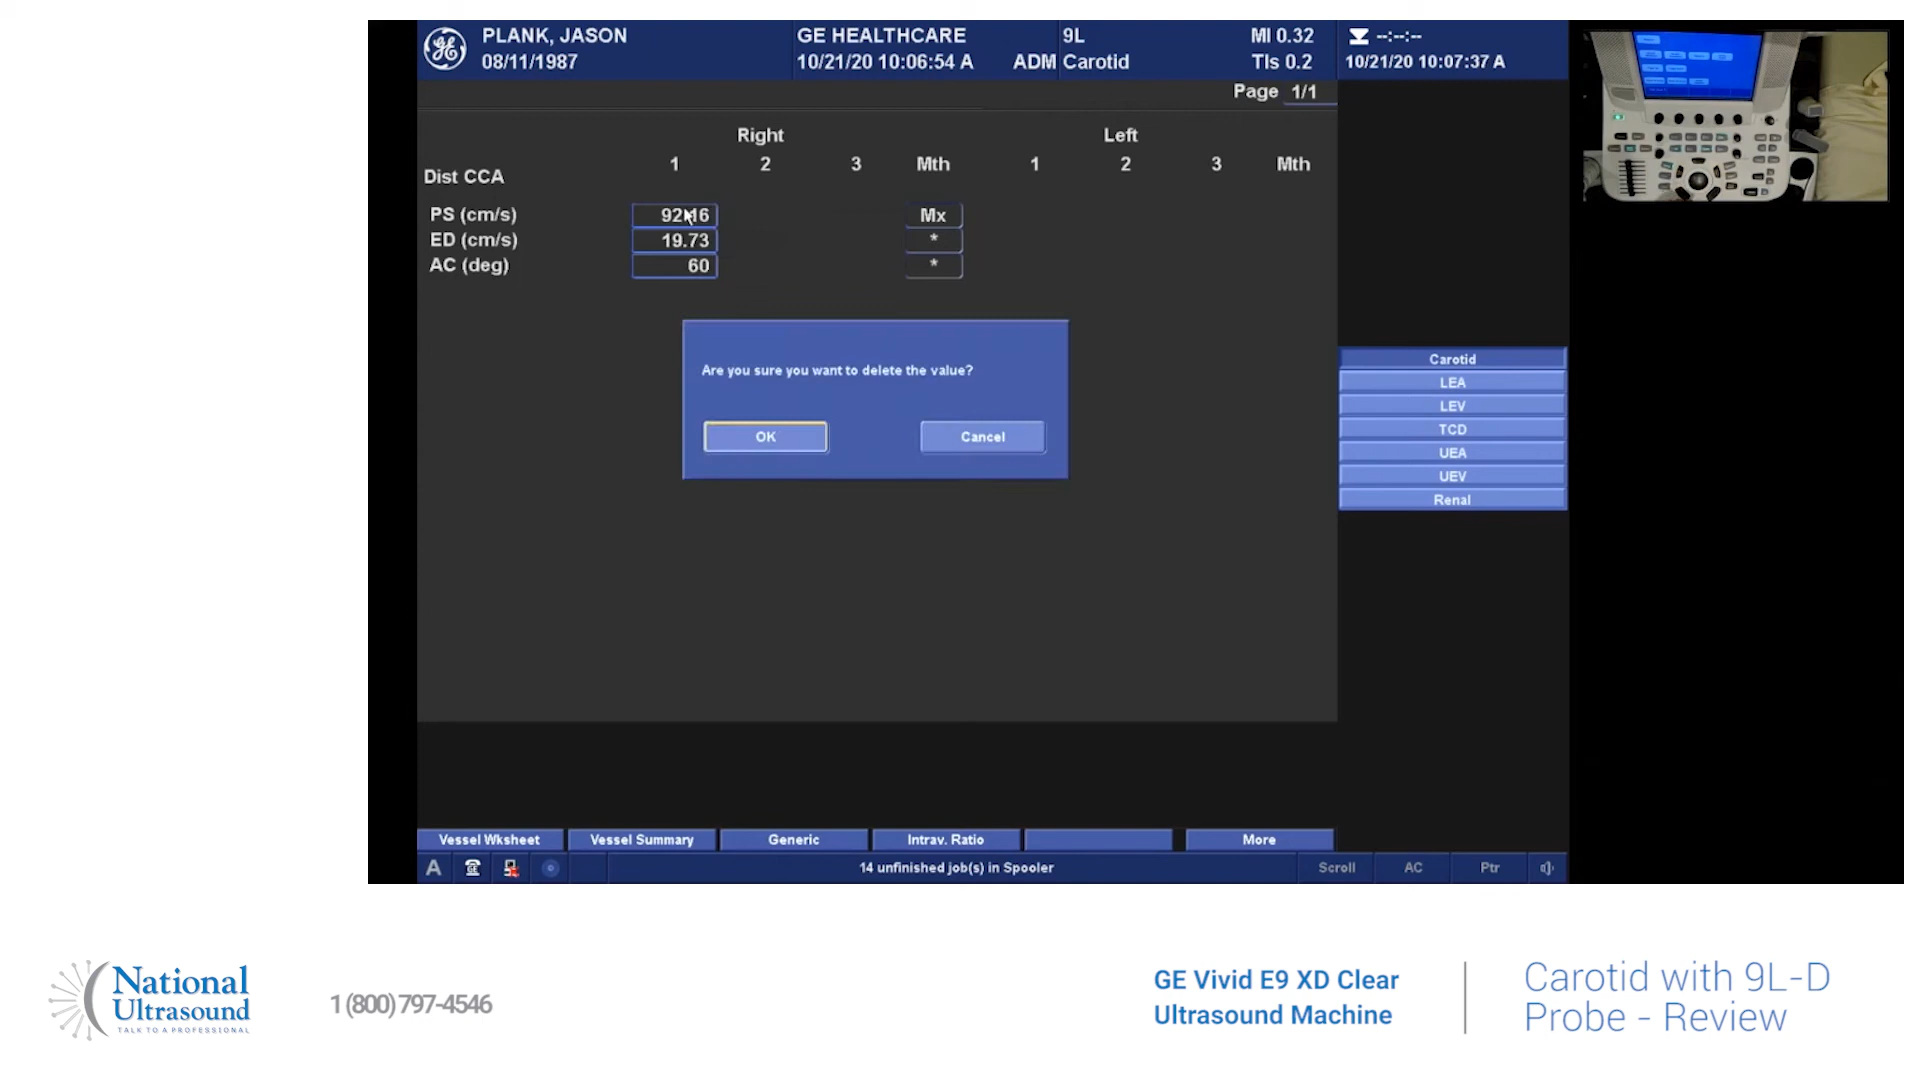 PLANK, JASON
08/11/1987
GE HEALTHCARE
10/21/20 10:06:54 A
ADM
9L
Carotid
MI 0.32
TIs 0.2
--:--:--
10/21/20 10:07:37 A
Page 1/1
Right Left
1 2 3 Mth 1 2 3 Mth
Dist CCA
PS (cm/s) 92.16 Mx
ED (cm/s) 19.73 *
AC (deg) 60 *
Are you sure you want to delete the value?
OK Cancel
Carotid
LEA
LEV
TCD
UEA
UEV
Renal
Vessel Wksheet Vessel Summary Generic Intrav. Ratio More
A 14 unfinished job(s) in Spooler Scroll AC Ptr
National
Ultrasound
TALK TO A PROFESSIONAL
1 (800) 797-4546
GE Vivid E9 XD Clear
Ultrasound Machine
Carotid with 9L-D
Probe - Review